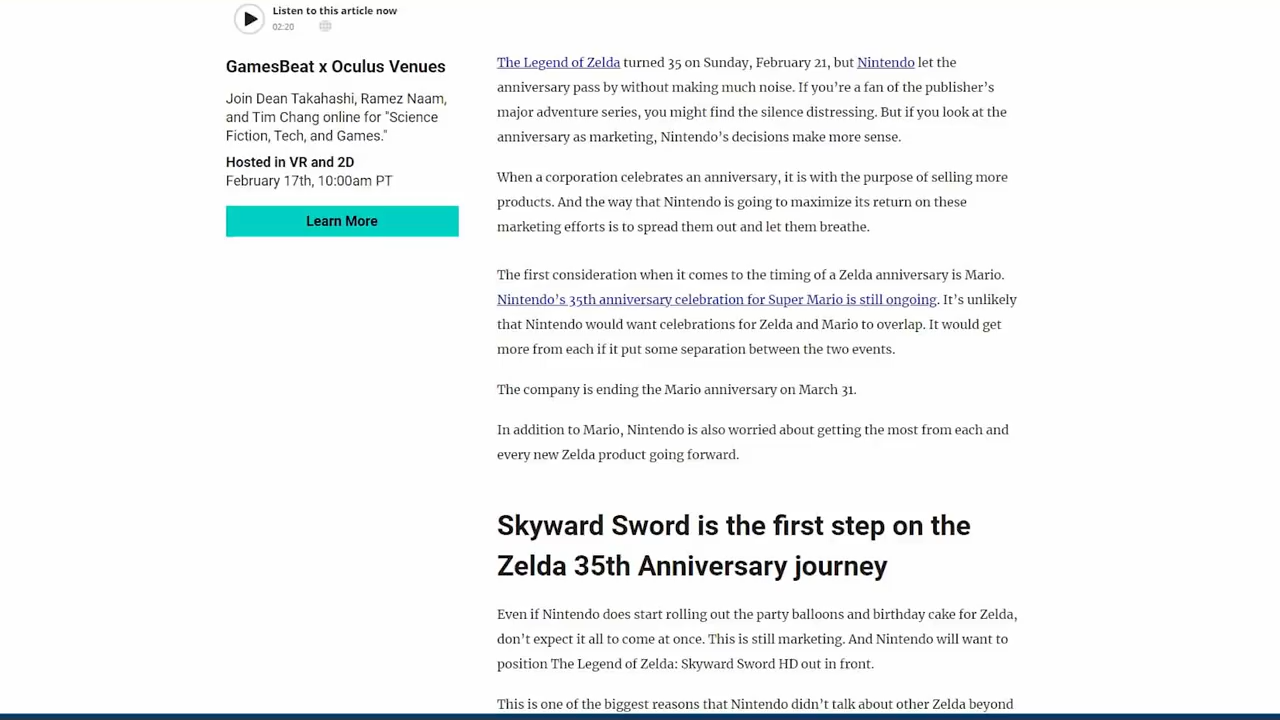 Listen to this article now
02:20
GamesBeat x Oculus Venues
Join Dean Takahashi, Ramez Naam,
and Tim Chang online for "Science
Fiction, Tech, and Games."
Hosted in VR and 2D
February 17th, 10:00am PT
Learn More
The Legend of Zelda turned 35 on Sunday, February 21, but Nintendo let the
anniversary pass by without making much noise. If you’re a fan of the publisher’s
major adventure series, you might find the silence distressing. But if you look at the
anniversary as marketing, Nintendo’s decisions make more sense.
When a corporation celebrates an anniversary, it is with the purpose of selling more
products. And the way that Nintendo is going to maximize its return on these
marketing efforts is to spread them out and let them breathe.
The first consideration when it comes to the timing of a Zelda anniversary is Mario.
Nintendo’s 35th anniversary celebration for Super Mario is still ongoing. It’s unlikely
that Nintendo would want celebrations for Zelda and Mario to overlap. It would get
more from each if it put some separation between the two events.
The company is ending the Mario anniversary on March 31.
In addition to Mario, Nintendo is also worried about getting the most from each and
every new Zelda product going forward.
Skyward Sword is the first step on the
Zelda 35th Anniversary journey
Even if Nintendo does start rolling out the party balloons and birthday cake for Zelda,
don’t expect it all to come at once. This is still marketing. And Nintendo will want to
position The Legend of Zelda: Skyward Sword HD out in front.
This is one of the biggest reasons that Nintendo didn’t talk about other Zelda beyond